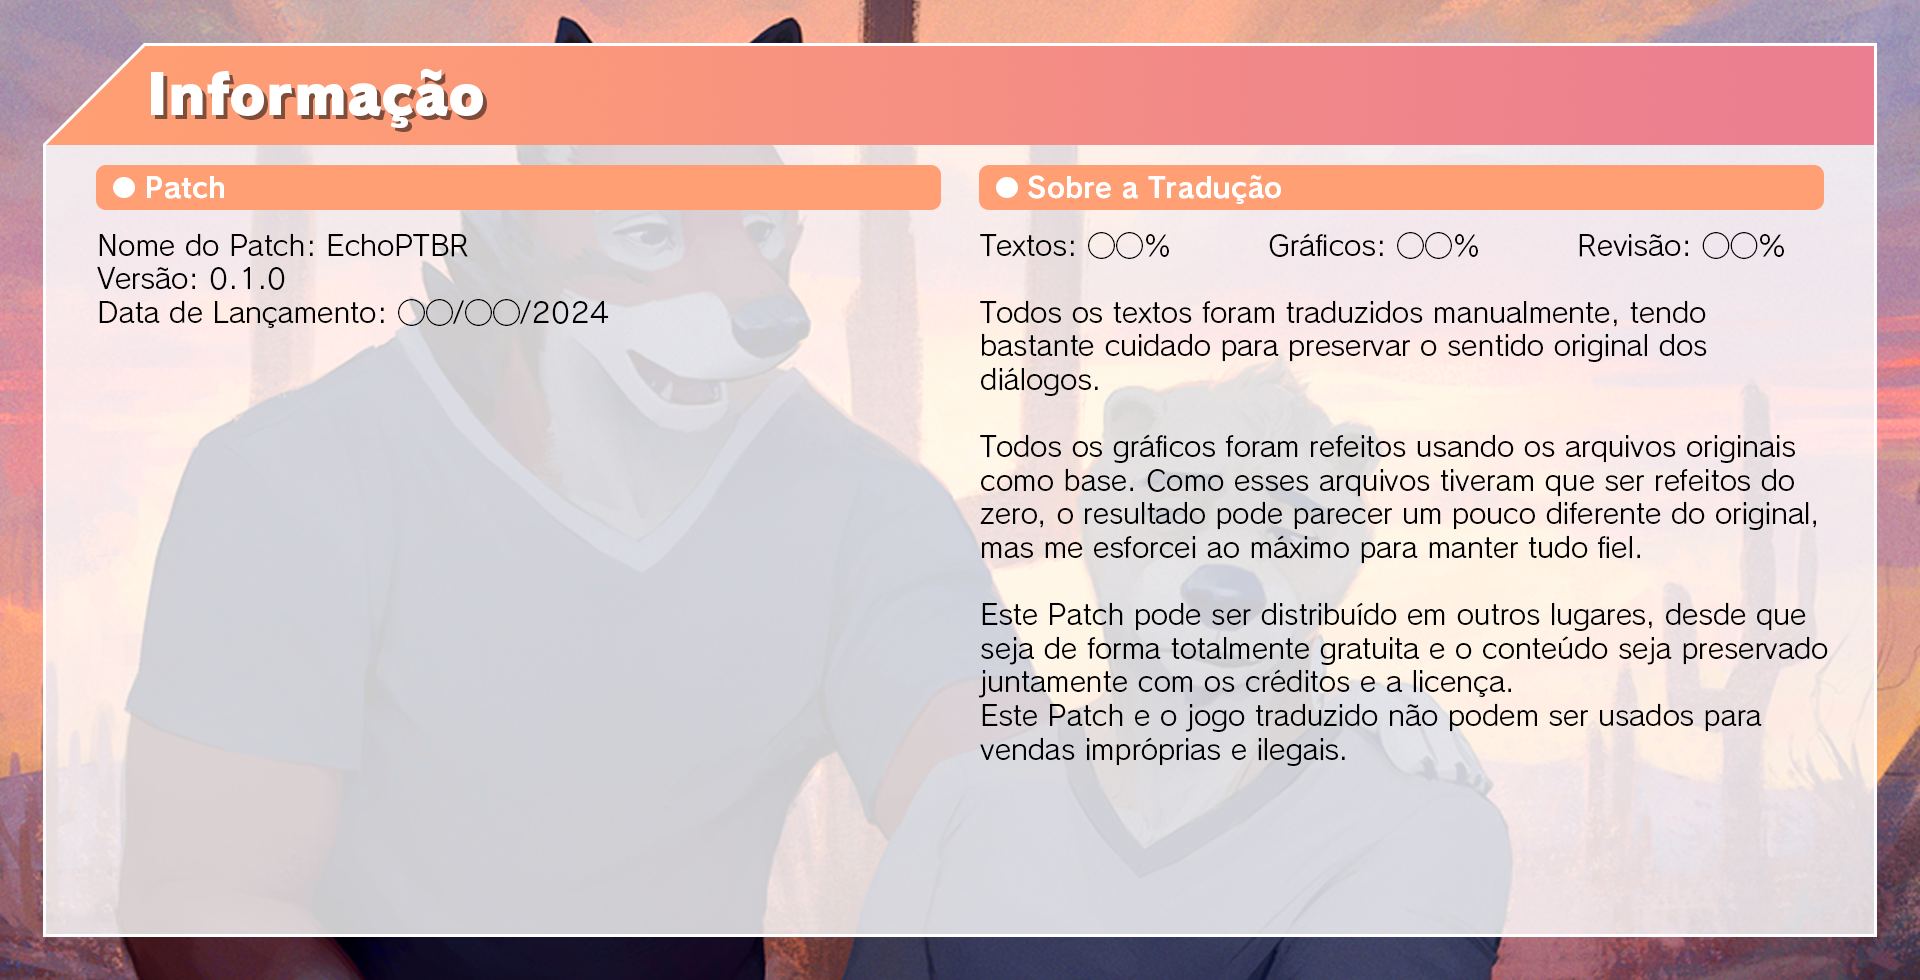 Informação
● Patch
Nome do Patch: EchoPTBR
Versão: 0.1.0
Data de Lançamento: ○○/○○/2024
● Sobre a Tradução
Textos: ○○% Gráficos: ○○% Revisão: ○○%
Todos os textos foram traduzidos manualmente, tendo
bastante cuidado para preservar o sentido original dos
diálogos.
Todos os gráficos foram refeitos usando os arquivos originais
como base. Como esses arquivos tiveram que ser refeitos do
zero, o resultado pode parecer um pouco diferente do original,
mas me esforcei ao máximo para manter tudo fiel.
Este Patch pode ser distribuído em outros lugares, desde que
seja de forma totalmente gratuita e o conteúdo seja preservado
juntamente com os créditos e a licença.
Este Patch e o jogo traduzido não podem ser usados para
vendas impróprias e ilegais.